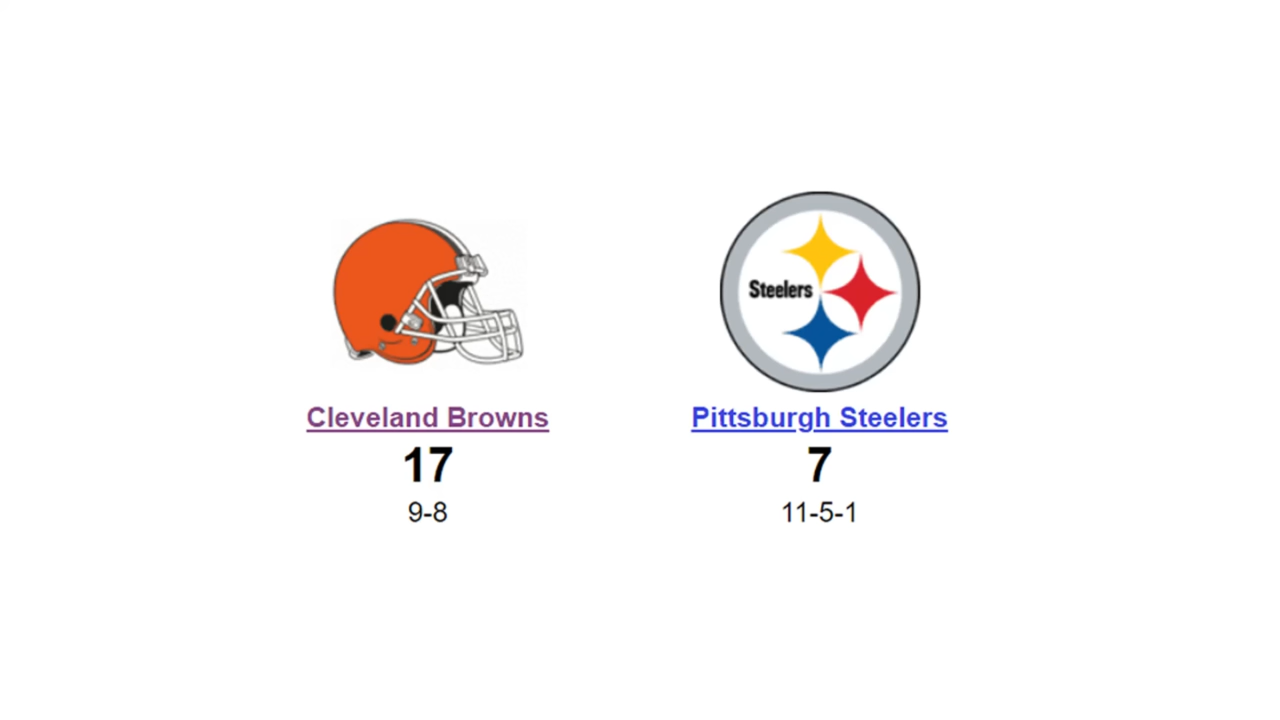 Steelers
Cleveland Browns
Pittsburgh Steelers
17
7
9-8
11-5-1